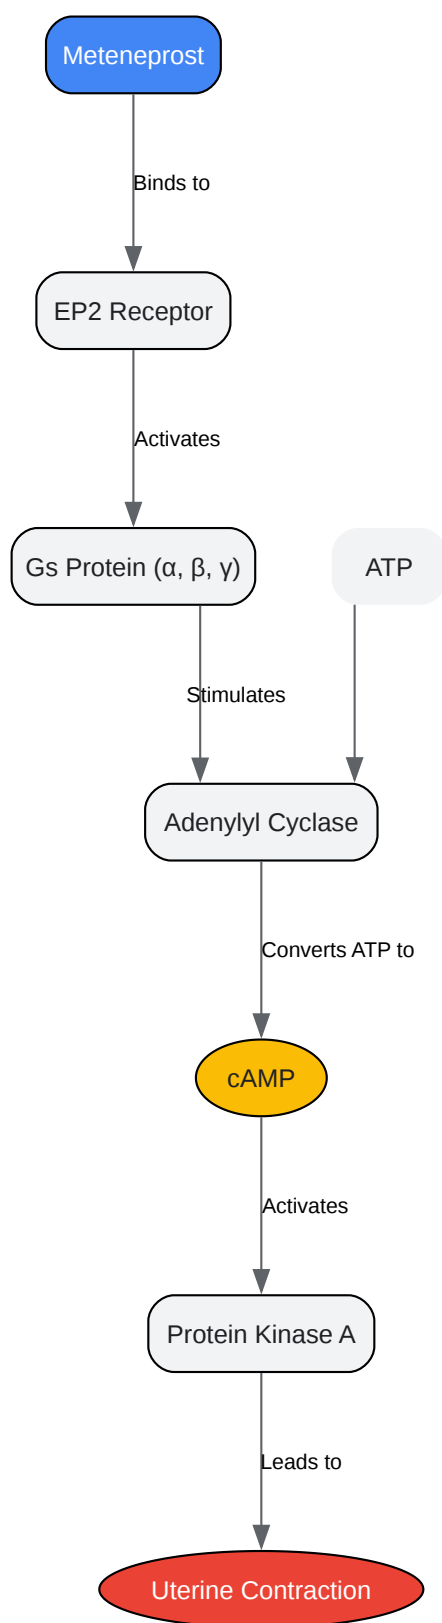 Meteneprost
Binds to
EP2 Receptor
Activates
Gs Protein (α, β, γ)
ATP
Stimulates
Adenylyl Cyclase
Converts ATP to
cAMP
Activates
Protein Kinase A
Leads to
Uterine Contraction